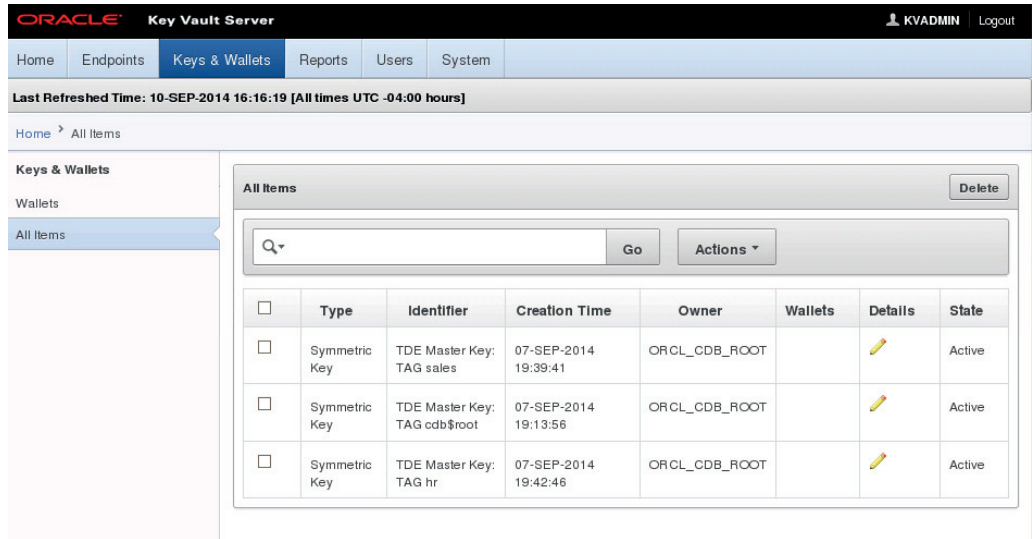 ORACLE Key Vault Server KVADMIN Logout
Home Endpoints Keys & Wallets Reports Users System
Last Refreshed Time: 10-SEP-2014 16:16:19 [All times UTC -04:00 hours]
Home > All Items
Keys & Wallets
Wallets
All Items
All Items Delete
Go Actions
Type Identifier Creation Time Owner Wallets Details State
Symmetric TDE Master Key: 07-SEP-2014 ORCL_CDB_ROOT Active
Key TAG sales 19:39:41
Symmetric TDE Master Key: 07-SEP-2014 ORCL_CDB_ROOT Active
Key TAG cdb$root 19:13:56
Symmetric TDE Master Key: 07-SEP-2014 ORCL_CDB_ROOT Active
Key TAG hr 19:42:46